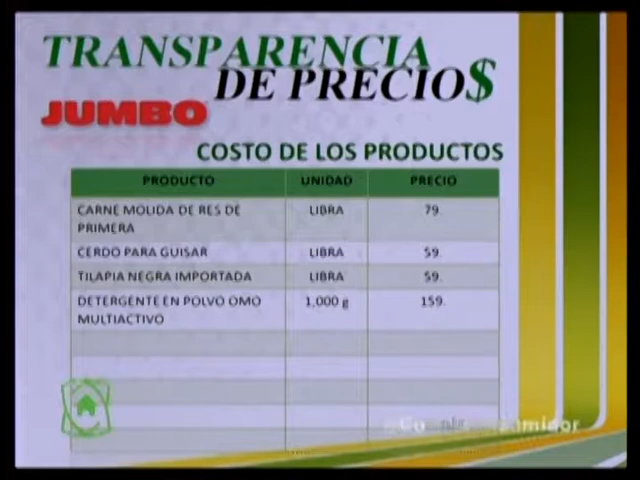 TRANSPARENCIA
DE PRECIO$
JUMBO
COSTO DE LOS PRODUCTOS
PRODUCTO UNIDAD PRECIO
CARNE MOLIDA DE RES DE LIBRA 79.
PRIMERA
CERDO PARA GUISAR LIBRA 59.
TILAPIA NEGRA IMPORTADA LIBRA 59.
DETERGENTE EN POLVO OMO 1,000 g 159.
MULTIACTIVO